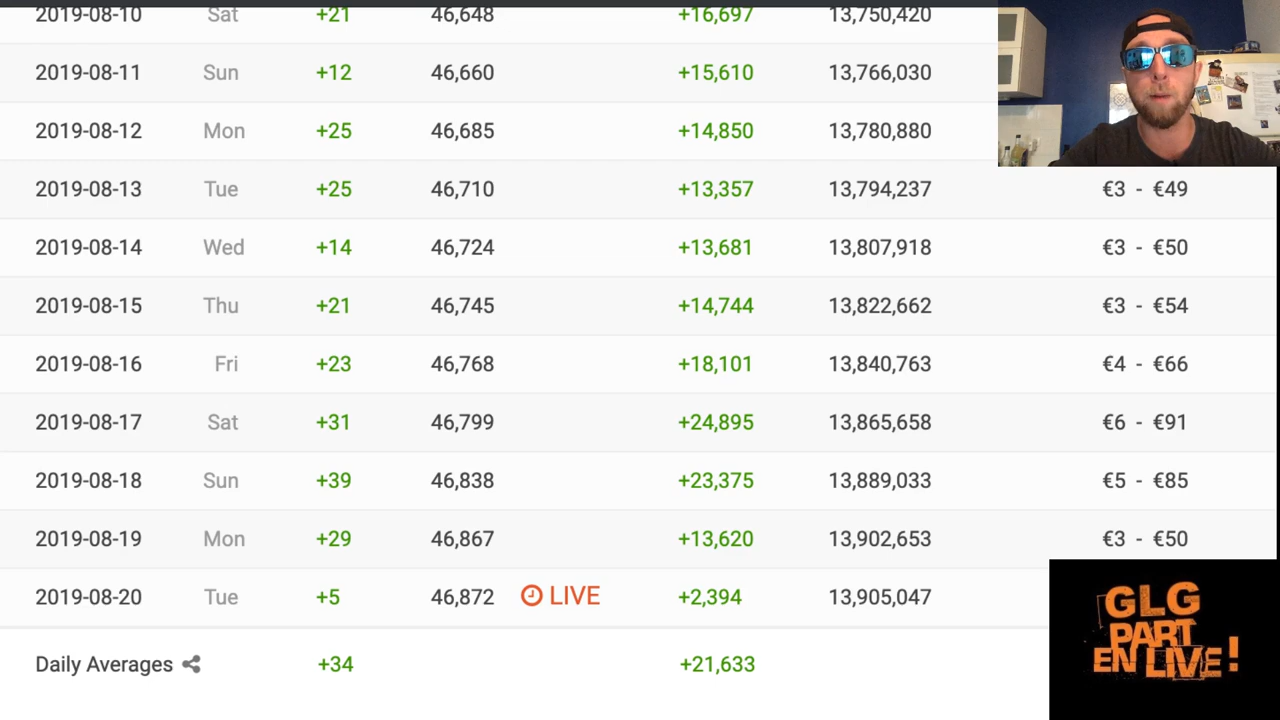 2019-08-10 Sat +21 46,648 +16,697 13,750,420
2019-08-11 Sun +12 46,660 +15,610 13,766,030
2019-08-12 Mon +25 46,685 +14,850 13,780,880
2019-08-13 Tue +25 46,710 +13,357 13,794,237 €3 - €49
2019-08-14 Wed +14 46,724 +13,681 13,807,918 €3 - €50
2019-08-15 Thu +21 46,745 +14,744 13,822,662 €3 - €54
2019-08-16 Fri +23 46,768 +18,101 13,840,763 €4 - €66
2019-08-17 Sat +31 46,799 +24,895 13,865,658 €6 - €91
2019-08-18 Sun +39 46,838 +23,375 13,889,033 €5 - €85
2019-08-19 Mon +29 46,867 +13,620 13,902,653 €3 - €50
2019-08-20 Tue +5 46,872 LIVE +2,394 13,905,047
Daily Averages +34 +21,633
GLG
PART
EN LIVE !